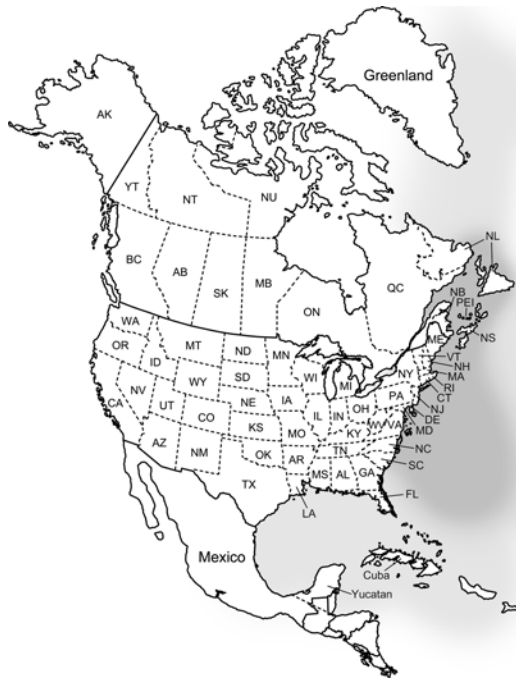 Greenland
AK
YT
NT
NU
NL
BC
AB
SK
MB
ON
QC
NB
PEI
NS
WA
OR
ID
MT
ND
MN
ME
VT
NH
MA
RI
CT
NJ
DE
MD
NY
WI
MI
SD
WY
NV
CA
UT
CO
NE
IA
IL
IN
OH
PA
WV
VA
KY
KS
MO
TN
NC
SC
AZ
NM
OK
AR
MS
AL
GA
FL
TX
LA
Mexico
Cuba
Yucatan